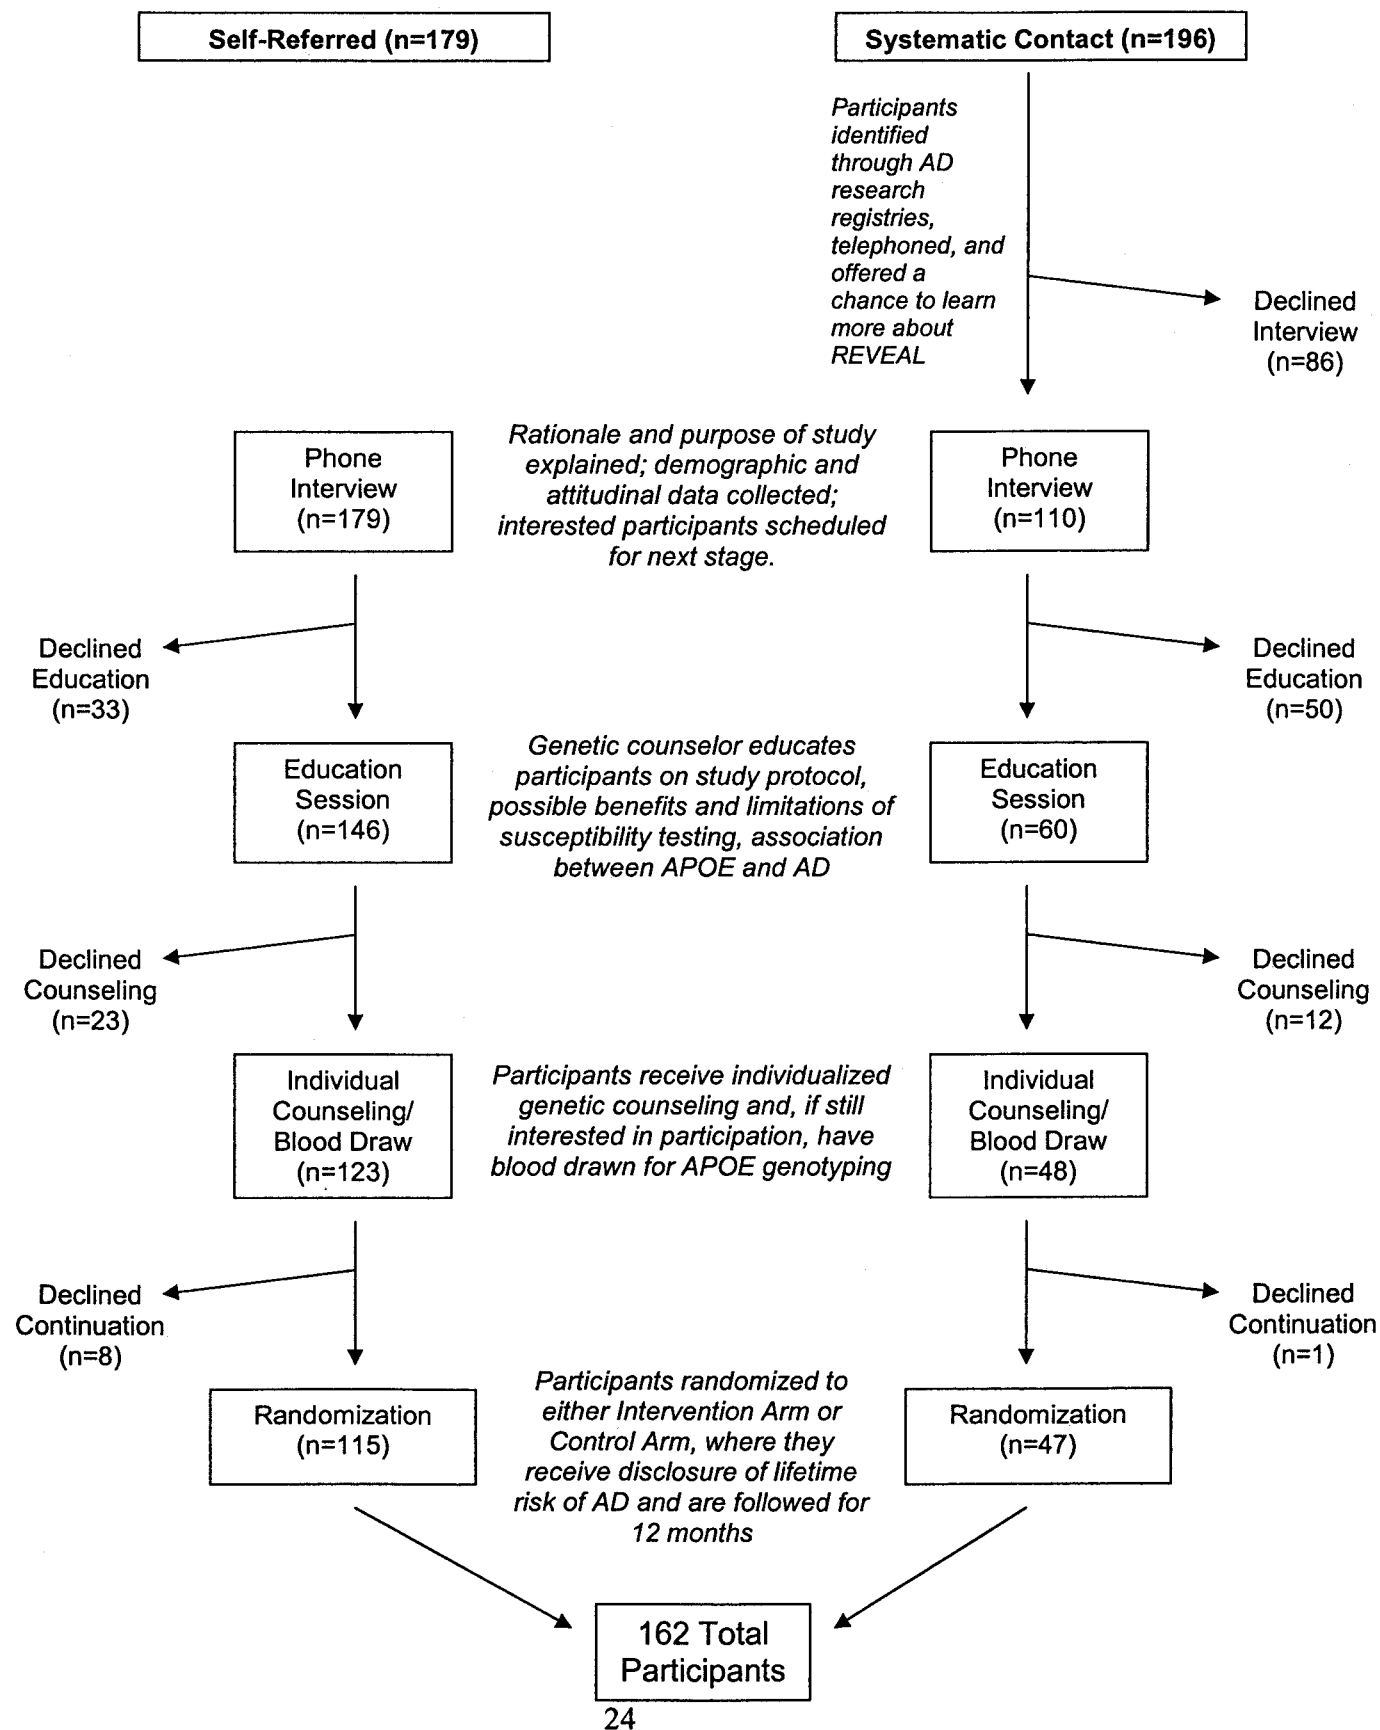 Self-Referred (n=179)
Systematic Contact (n=196)
Participants
identified
through AD
research
registries,
telephoned, and
offered a
chance to learn
more about
REVEAL
Declined
Interview
(n=86)
Phone
Interview
(n=179)
Rationale and purpose of study
explained; demographic and
attitudinal data collected;
interested participants scheduled
for next stage.
Phone
Interview
(n=110)
Declined
Education
(n=33)
Declined
Education
(n=50)
Education
Session
(n=146)
Genetic counselor educates
participants on study protocol,
possible benefits and limitations of
susceptibility testing, association
between APOE and AD
Education
Session
(n=60)
Declined
Counseling
(n=23)
Declined
Counseling
(n=12)
Individual
Counseling/
Blood Draw
(n=123)
Participants receive individualized
genetic counseling and, if still
interested in participation, have
blood drawn for APOE genotyping
Individual
Counseling/
Blood Draw
(n=48)
Declined
Continuation
(n=8)
Declined
Continuation
(n=1)
Randomization
(n=115)
Participants randomized to
either Intervention Arm or
Control Arm, where they
receive disclosure of lifetime
risk of AD and are followed for
12 months
Randomization
(n=47)
162 Total
Participants
24